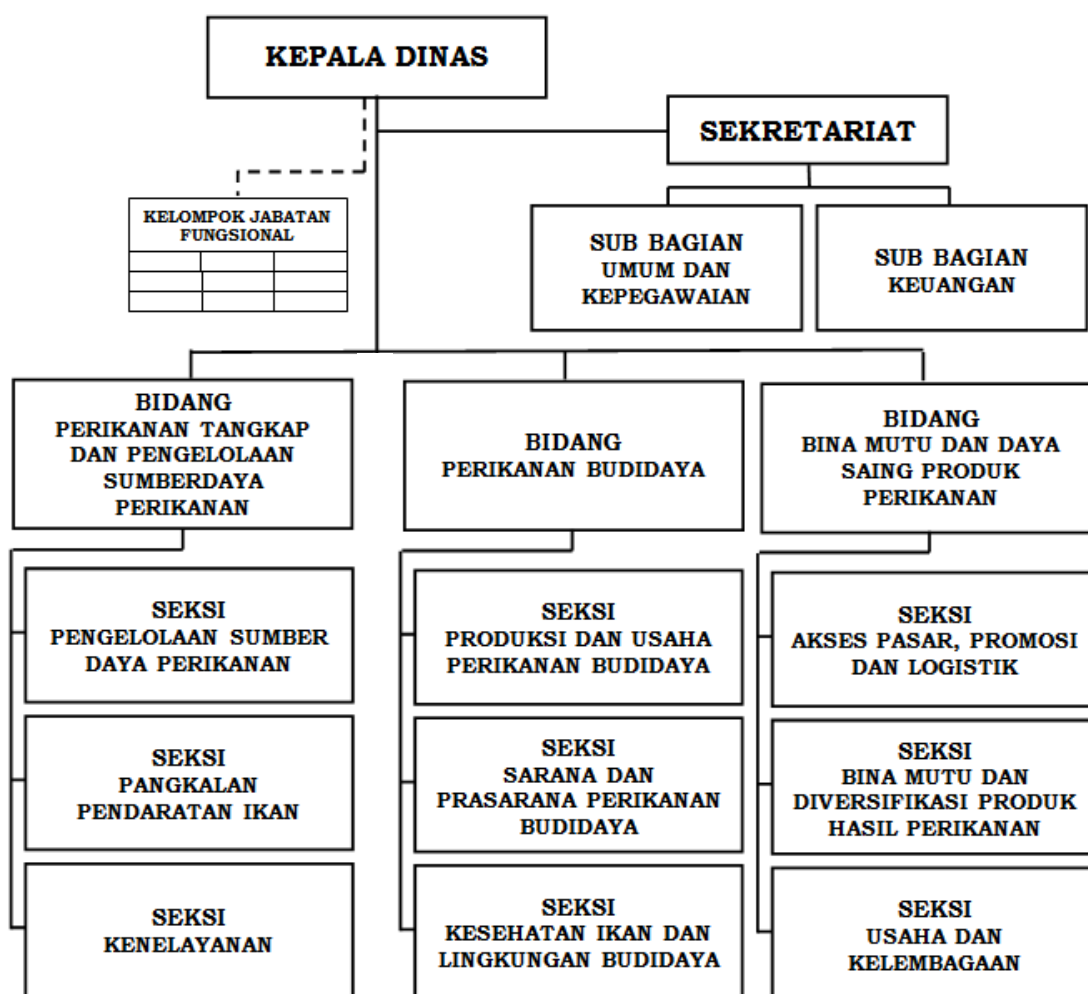 KEPALA DINAS
SEKRETARIAT
KELOMPOK JABATAN
FUNGSIONAL
SUB BAGIAN
UMUM DAN
KEPEGAWAIAN
SUB BAGIAN
KEUANGAN
BIDANG
PERIKANAN TANGKAP
DAN PENGELOLAAN
SUMBERDAYA
PERIKANAN
BIDANG
PERIKANAN BUDIDAYA
BIDANG
BINA MUTU DAN DAYA
SAING PRODUK
PERIKANAN
SEKSI
PENGELOLAAN SUMBER
DAYA PERIKANAN
SEKSI
PRODUKSI DAN USAHA
PERIKANAN BUDIDAYA
SEKSI
AKSES PASAR, PROMOSI
DAN LOGISTIK
SEKSI
PANGKALAN
PENDARATAN IKAN
SEKSI
SARANA DAN
PRASARANA PERIKANAN
BUDIDAYA
SEKSI
BINA MUTU DAN
DIVERSIFIKASI PRODUK
HASIL PERIKANAN
SEKSI
KENELAYANAN
SEKSI
KESEHATAN IKAN DAN
LINGKUNGAN BUDIDAYA
SEKSI
USAHA DAN
KELEMBAGAAN